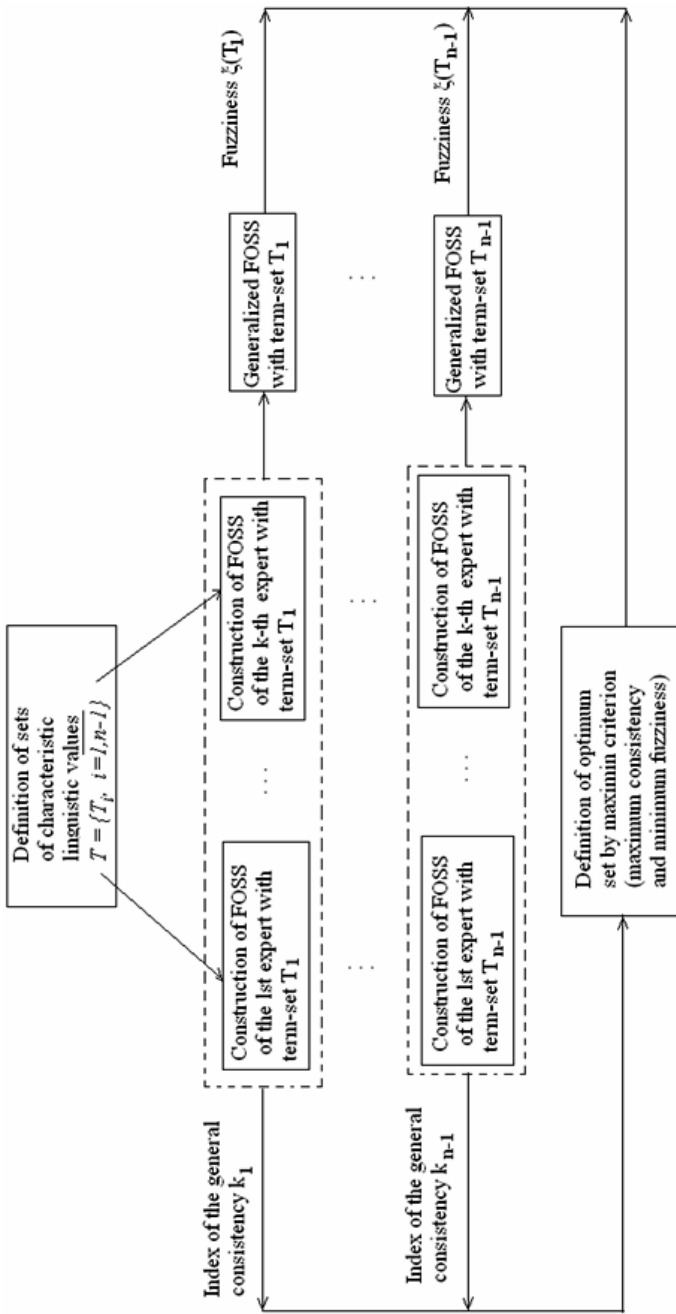 Definition of sets
of characteristic
linguistic values
T = {T_i, i=1,n-1}
Construction of FOSS
of the 1st expert with
term-set T_1
. . .
Construction of FOSS
of the k-th expert with
term-set T_1
Generalized FOSS
with term-set T_1
Index of the general
consistency k_1
Fuzziness ξ(T_1)
. . .
. . .
. . .
Construction of FOSS
of the 1st expert with
term-set T_n-1
. . .
Construction of FOSS
of the k-th expert with
term-set T_n-1
Generalized FOSS
with term-set T_n-1
Index of the general
consistency k_n-1
Fuzziness ξ(T_n-1)
Definition of optimum
set by maximin criterion
(maximum consistency
and minimum fuzziness)